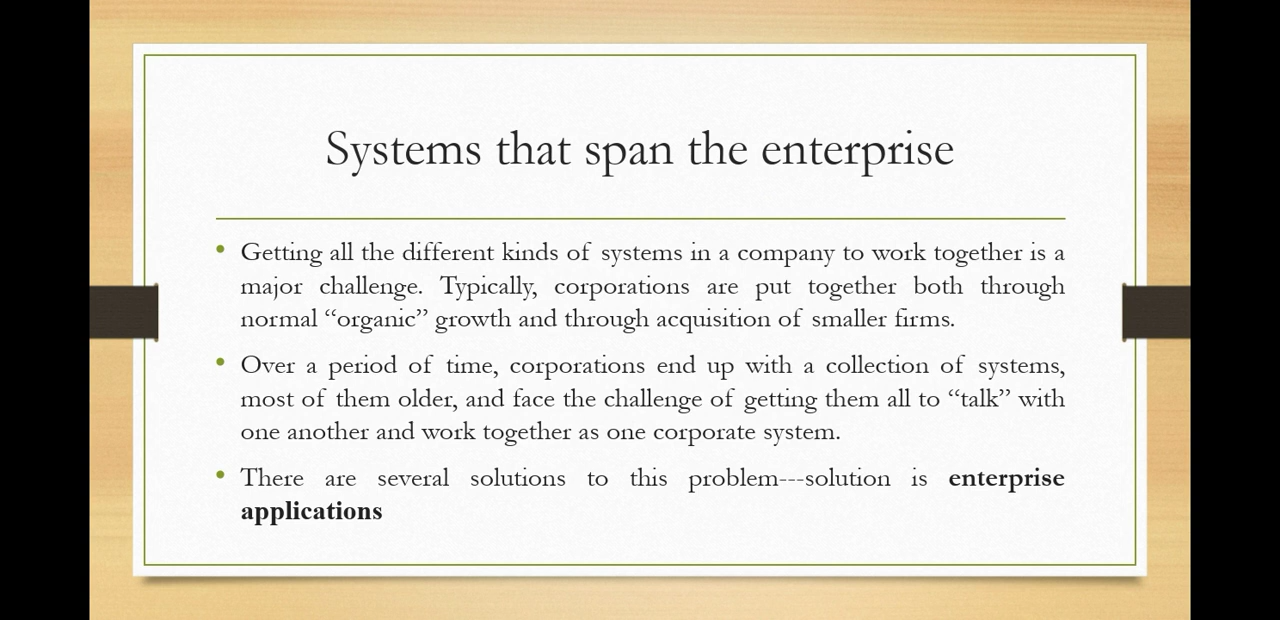 Systems that span the enterprise
• Getting all the different kinds of systems in a company to work together is a
major challenge. Typically, corporations are put together both through
normal “organic” growth and through acquisition of smaller firms.
• Over a period of time, corporations end up with a collection of systems,
most of them older, and face the challenge of getting them all to “talk” with
one another and work together as one corporate system.
• There are several solutions to this problem---solution is enterprise
applications